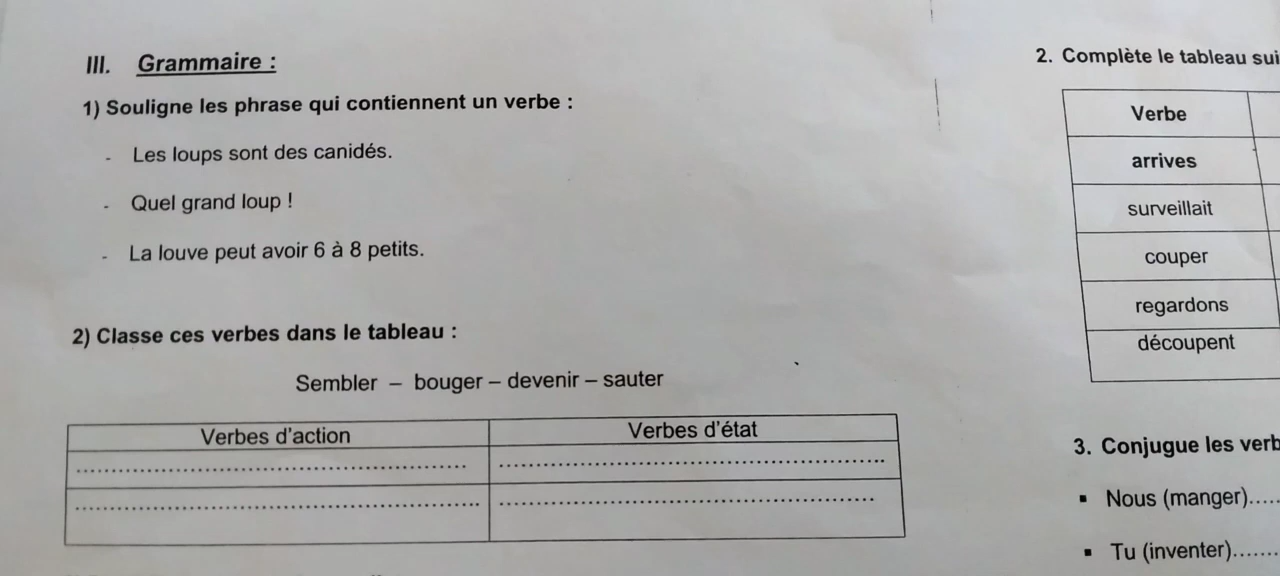 III. Grammaire :
1) Souligne les phrase qui contiennent un verbe :
- Les loups sont des canidés.
- Quel grand loup !
- La louve peut avoir 6 à 8 petits.
2) Classe ces verbes dans le tableau :
Sembler – bouger – devenir – sauter
Verbes d'action
Verbes d'état
2. Complète le tableau
Verbe
arrives
surveillait
couper
regardons
découpent
3. Conjugue les
▪ Nous (manger).....
▪ Tu (inventer).......